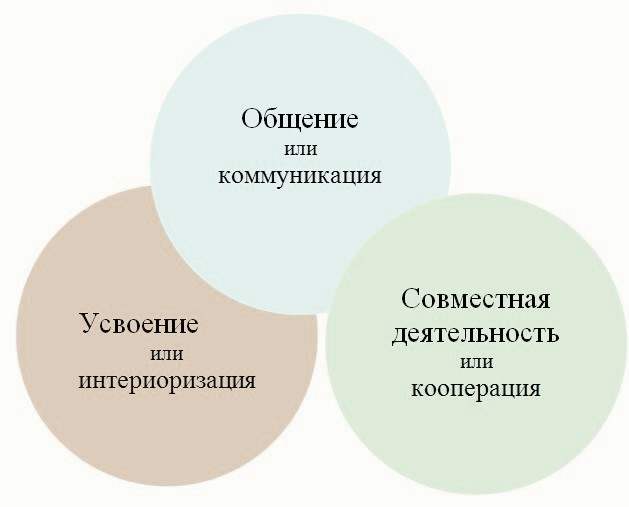 Общение
или
коммуникация
Усвоение
или
интериоризация
Совместная
деятельность
или
кооперация